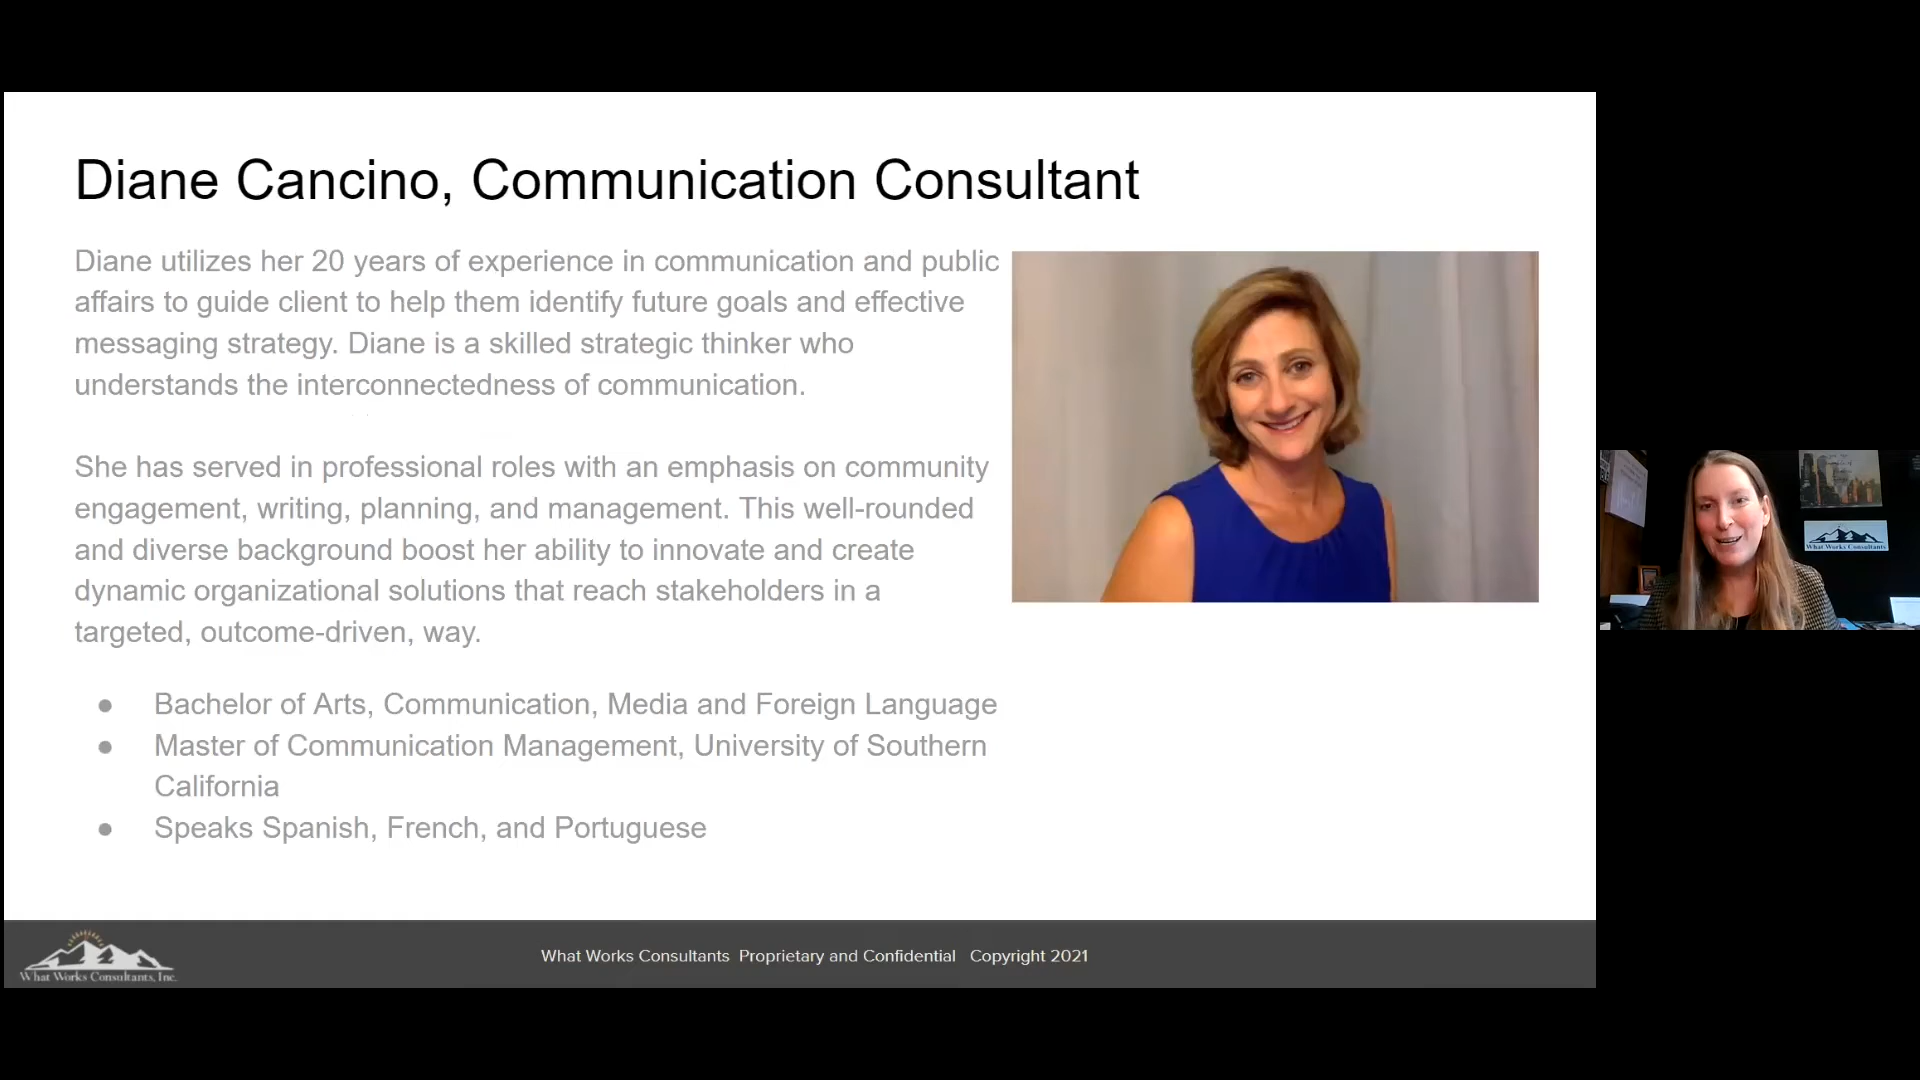 Diane Cancino, Communication Consultant
Diane utilizes her 20 years of experience in communication and public
affairs to guide client to help them identify future goals and effective
messaging strategy. Diane is a skilled strategic thinker who
understands the interconnectedness of communication.
She has served in professional roles with an emphasis on community
engagement, writing, planning, and management. This well-rounded
and diverse background boost her ability to innovate and create
dynamic organizational solutions that reach stakeholders in a
targeted, outcome-driven, way.
● Bachelor of Arts, Communication, Media and Foreign Language
● Master of Communication Management, University of Southern
California
● Speaks Spanish, French, and Portuguese
What Works Consultants
What Works Consultants, Inc.
What Works Consultants Proprietary and Confidential Copyright 2021